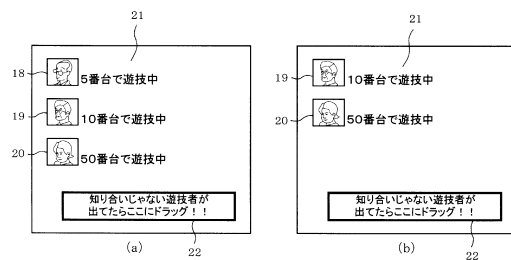 21
18
5番台で遊技中
19
10番台で遊技中
20
50番台で遊技中
知り合いじゃない遊技者が
出てたらここにドラッグ！！
22
(a)
21
19
10番台で遊技中
20
50番台で遊技中
知り合いじゃない遊技者が
出てたらここにドラッグ！！
22
(b)